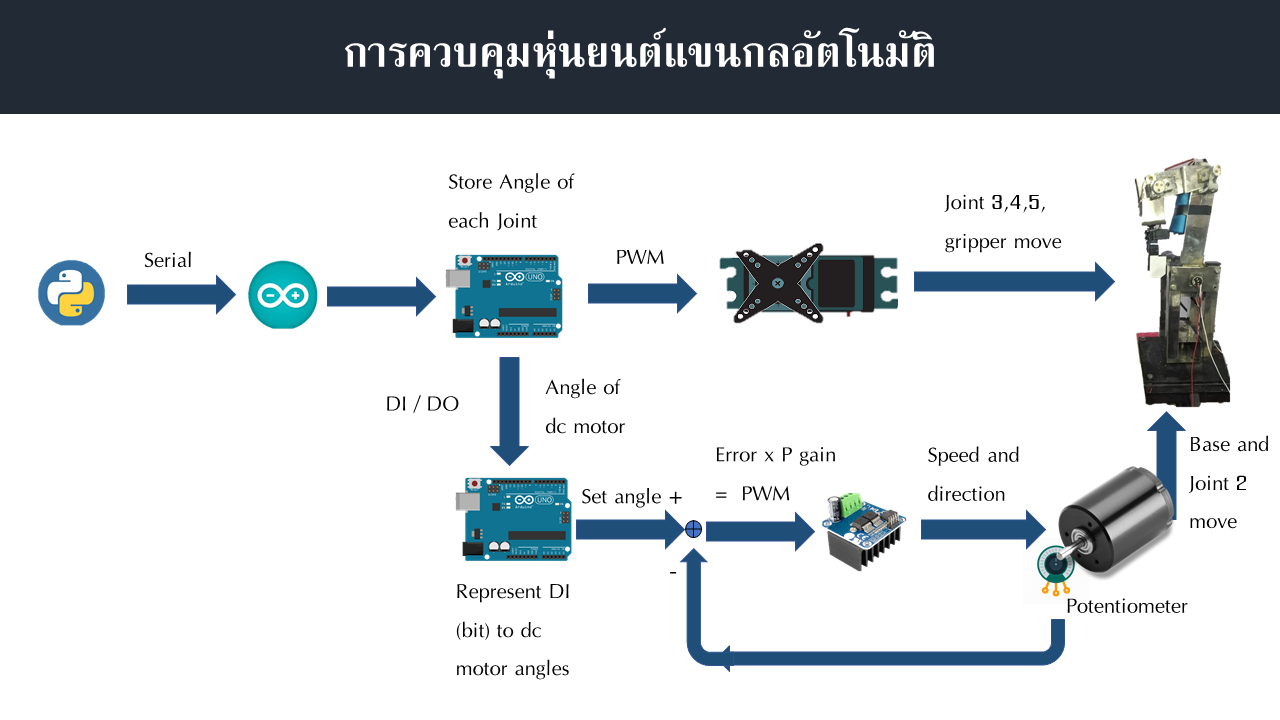 การควบคุมหุ่นยนต์แขนกลอัตโนมัติ
Store Angle of
each Joint
Serial
PWM
Joint 3,4,5,
gripper move
UNO
DI / DO
Angle of
dc motor
Set angle +
-
Error x P gain
= PWM
Speed and
direction
Base and
Joint 2
move
UNO
Represent DI
(bit) to dc
motor angles
Potentiometer